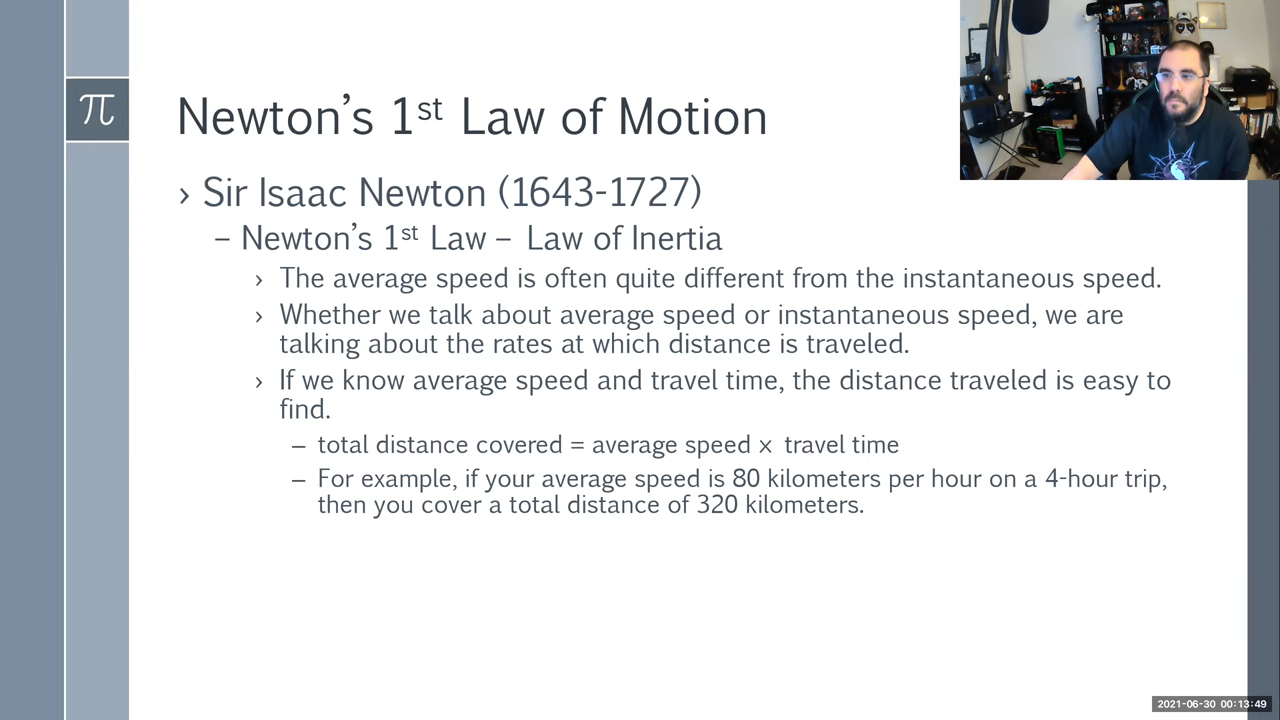 π
Newton’s 1st Law of Motion
› Sir Isaac Newton (1643-1727)
– Newton’s 1st Law – Law of Inertia
› The average speed is often quite different from the instantaneous speed.
› Whether we talk about average speed or instantaneous speed, we are
talking about the rates at which distance is traveled.
› If we know average speed and travel time, the distance traveled is easy to
find.
– total distance covered = average speed × travel time
– For example, if your average speed is 80 kilometers per hour on a 4-hour trip,
then you cover a total distance of 320 kilometers.
2021-06-30 00:13:49